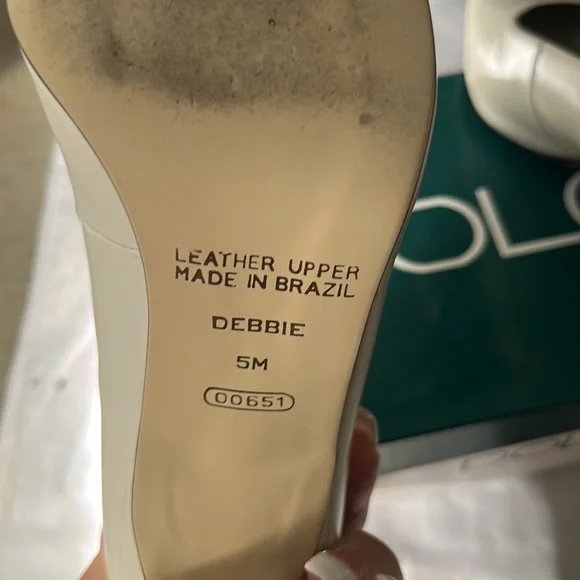 LEATHER UPPER
MADE IN BRAZIL
DEBBIE
5M
00651